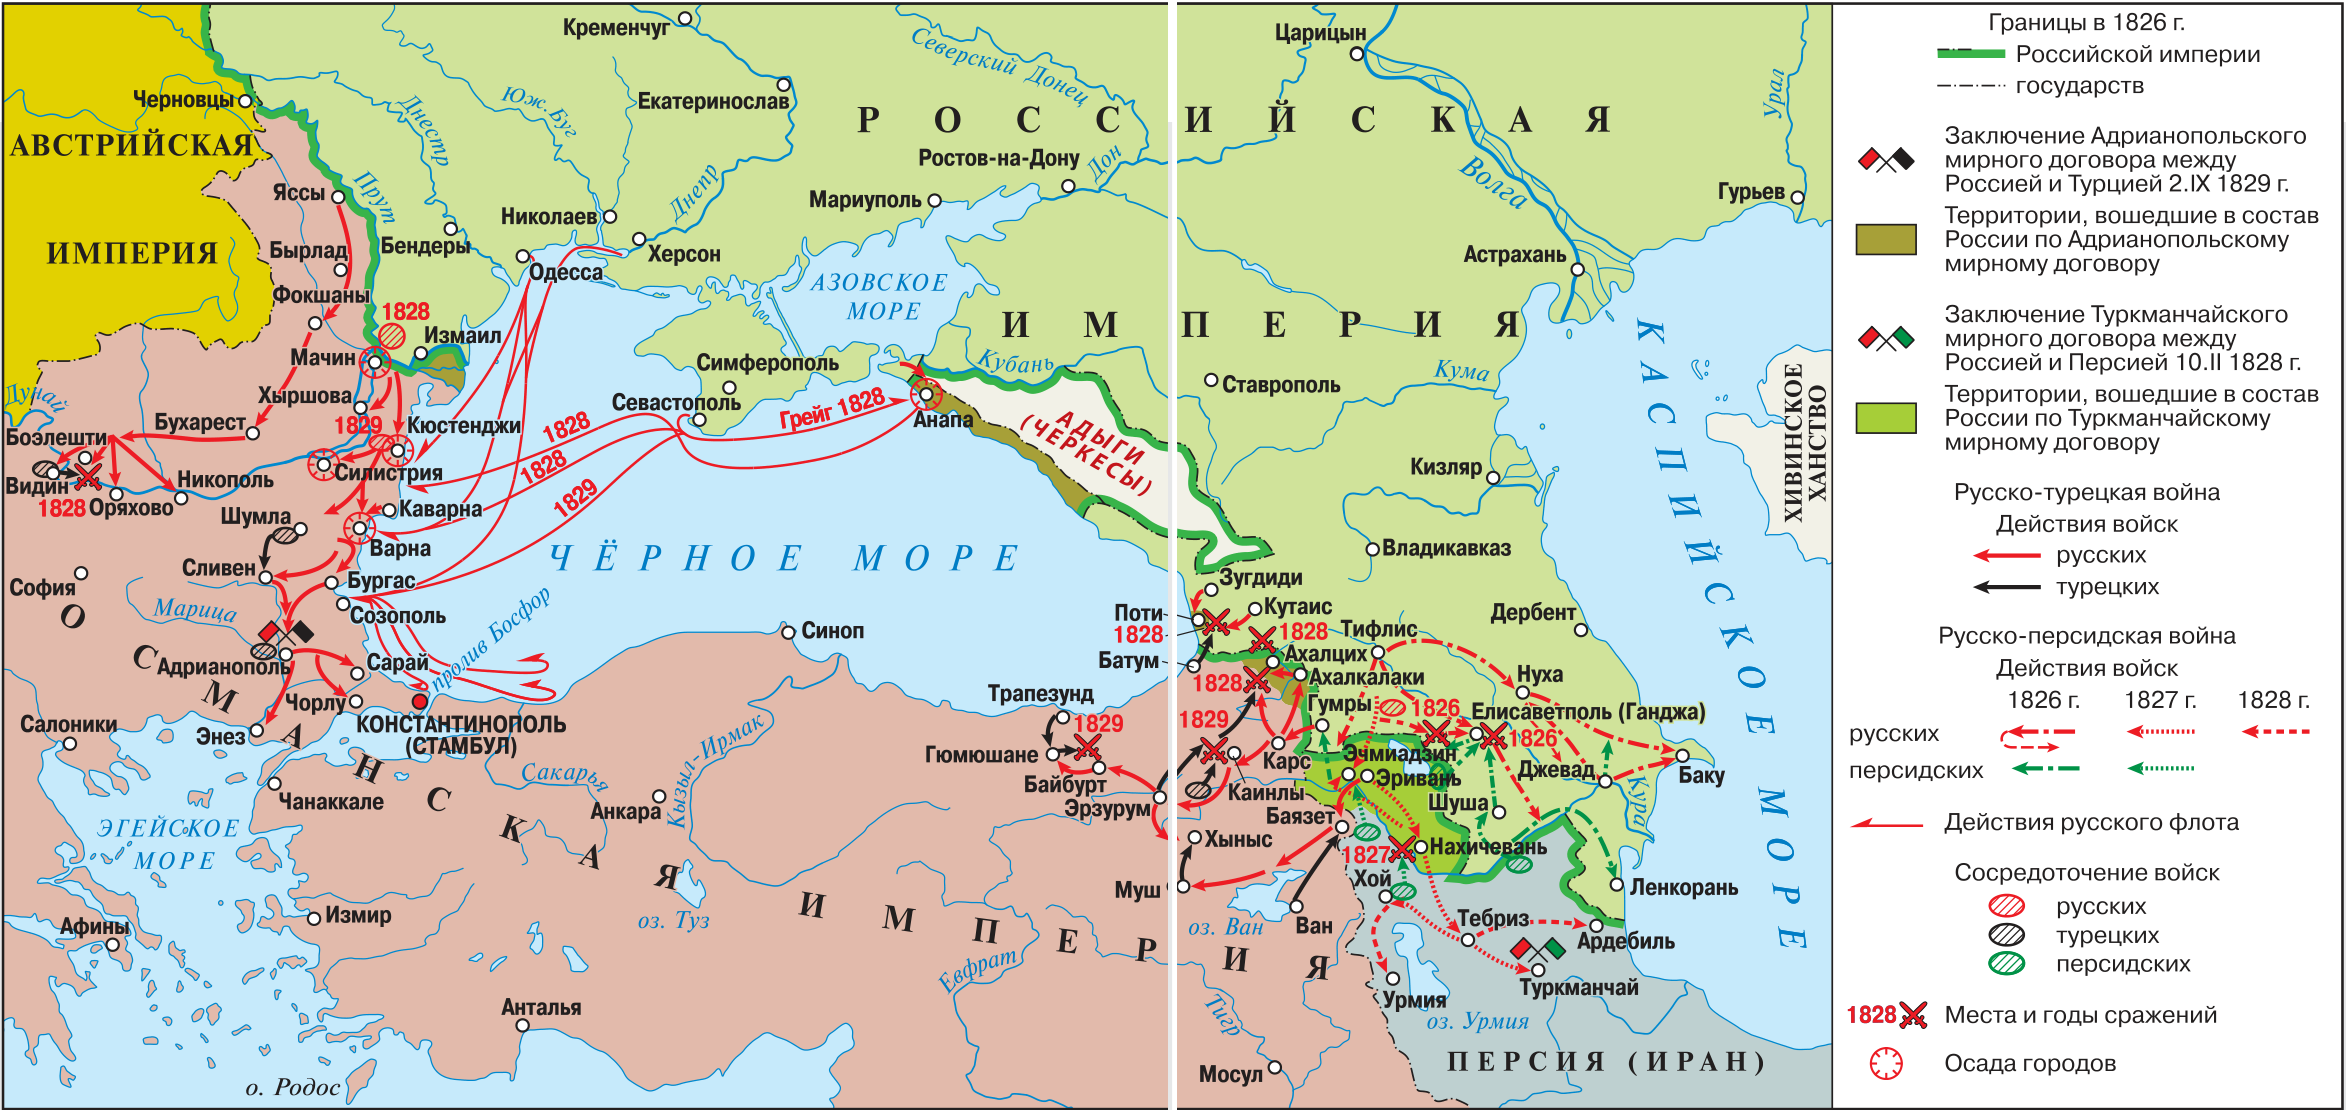 Кременчуг
Царицын
Северский Донец
Черновцы
Днестр
Юж. Буг
Екатеринослав
Урал
АВСТРИЙСКАЯ
ИМПЕРИЯ
РОССИЙСКАЯ
ИМПЕРИЯ
Ростов-на-Дону
Дон
Волга
Яссы
Прут
Николаев
Днепр
Мариуполь
Гурьев
Бырлад
Бендеры
Херсон
Одесса
Астрахань
Фокшаны
АЗОВСКОЕ
МОРЕ
1828
Измаил
Мачин
Симферополь
Кубань
Ставрополь
Кума
КАСПИЙСКОЕ МОРЕ
ХИВИНСКОЕ
ХАНСТВО
Дунай
Хыршова
Севастополь
Грейг 1828
Анапа
АДЫГИ
(ЧЕРКЕСЫ)
Бухарест
1829
Кюстенджи
1828
Боэлешти
Силистрия
1828
Кизляр
Видин
Никополь
1828
Оряхово
1829
Шумла
Каварна
Варна
ЧЁРНОЕ МОРЕ
Владикавказ
Сливен
Бургас
София
Зугдиди
Марица
Созополь
Поти
1828
Кутаис
Дербент
пролив Босфор
Синоп
1828
Тифлис
Батум
Ахалцих
Адрианополь
Сарай
1828
Ахалкалаки
Нуха
Чорлу
Трапезунд
Гумры
1826
Елисаветполь (Ганджа)
Салоники
Энез
КОНСТАНТИНОПОЛЬ
(СТАМБУЛ)
1829
1829
1826
Гюмюшане
Карс
Эчмиадзин
Кызыл-Ирмак
Сакарья
Байбурт
Эривань
Джевад
Баку
Чанаккале
Анкара
Эрзурум
Каинлы
Шуша
Кура
Баязет
ЭГЕЙСКОЕ
МОРЕ
Хыныс
1827
Нахичевань
ОСМАНСКАЯ ИМПЕРИЯ
Муш
Хой
Ленкорань
Измир
оз. Туз
оз. Ван
Ван
Тебриз
Афины
Ардебиль
Евфрат
Урмия
Туркманчай
Анталья
Тигр
оз. Урмия
Мосул
ПЕРСИЯ (ИРАН)
о. Родос
Границы в 1826 г.
Российской империи
государств
Заключение Адрианопольского
мирного договора между
Россией и Турцией 2.IX 1829 г.
Территории, вошедшие в состав
России по Адрианопольскому
мирному договору
Заключение Туркманчайского
мирного договора между
Россией и Персией 10.II 1828 г.
Территории, вошедшие в состав
России по Туркманчайскому
мирному договору
Русско-турецкая война
Действия войск
русских
турецких
Русско-персидская война
Действия войск
1826 г. 1827 г. 1828 г.
русских
персидских
Действия русского флота
Сосредоточение войск
русских
турецких
персидских
1828 Места и годы сражений
Осада городов